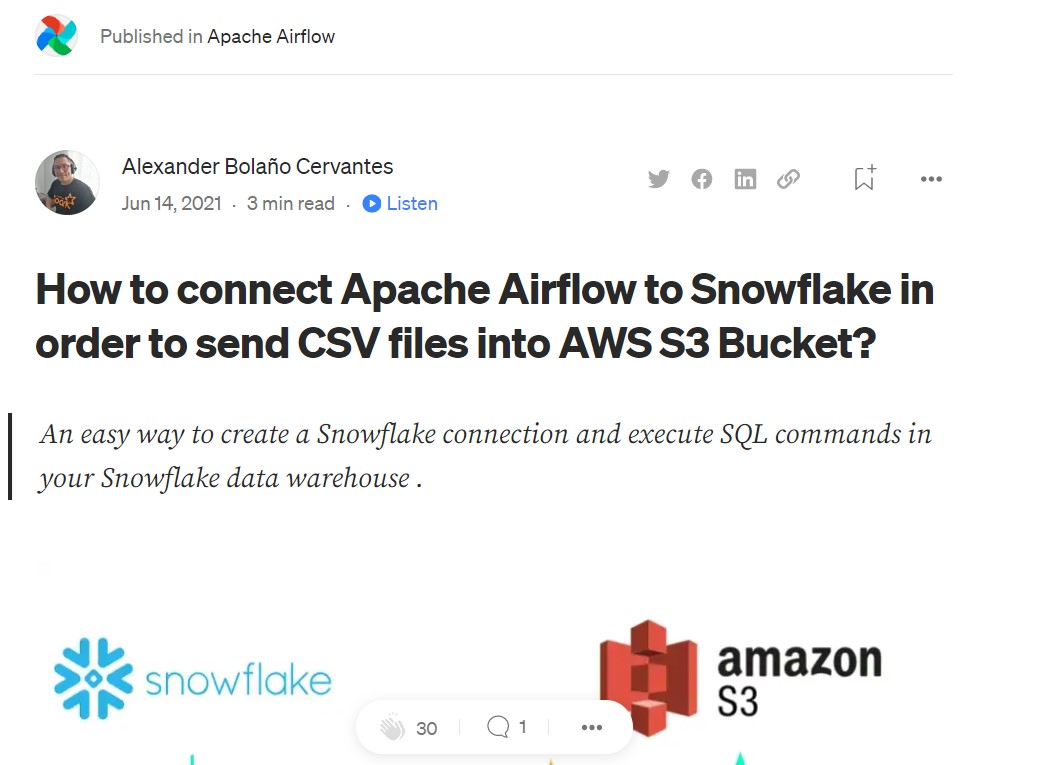 Published in Apache Airflow
Alexander Bolaño Cervantes
Jun 14, 2021 · 3 min read · Listen
How to connect Apache Airflow to Snowflake in
order to send CSV files into AWS S3 Bucket?
An easy way to create a Snowflake connection and execute SQL commands in
your Snowflake data warehouse .
snowflake
amazon
S3
30 1